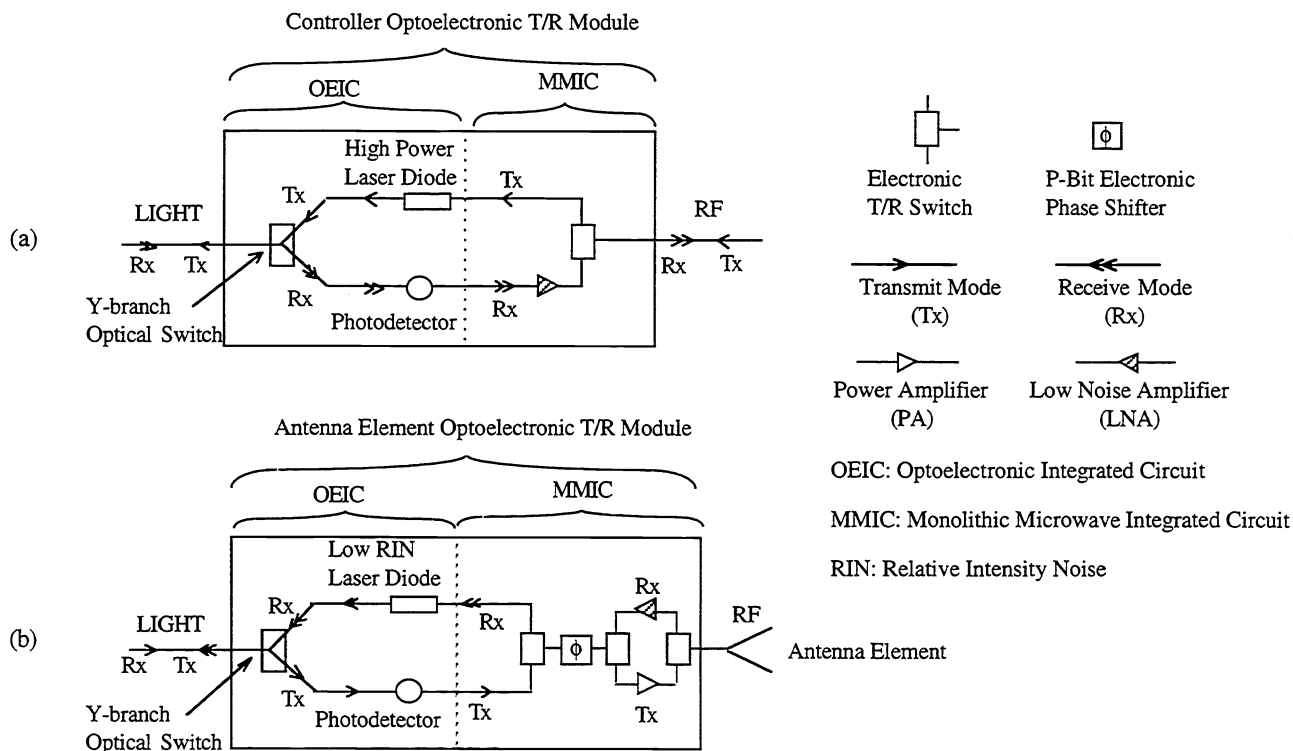 Controller Optoelectronic T/R Module
OEIC
MMIC
(a)
LIGHT
Rx
Tx
Y-branch
Optical Switch
Tx
High Power
Laser Diode
Tx
Rx
Photodetector
Rx
RF
Rx
Tx
Electronic
T/R Switch
ϕ
P-Bit Electronic
Phase Shifter
Transmit Mode
(Tx)
Receive Mode
(Rx)
Power Amplifier
(PA)
Low Noise Amplifier
(LNA)
OEIC: Optoelectronic Integrated Circuit
MMIC: Monolithic Microwave Integrated Circuit
RIN: Relative Intensity Noise
Antenna Element Optoelectronic T/R Module
OEIC
MMIC
(b)
LIGHT
Rx
Tx
Y-branch
Optical Switch
Rx
Low RIN
Laser Diode
Rx
Tx
Photodetector
Tx
ϕ
Rx
Tx
RF
Antenna Element